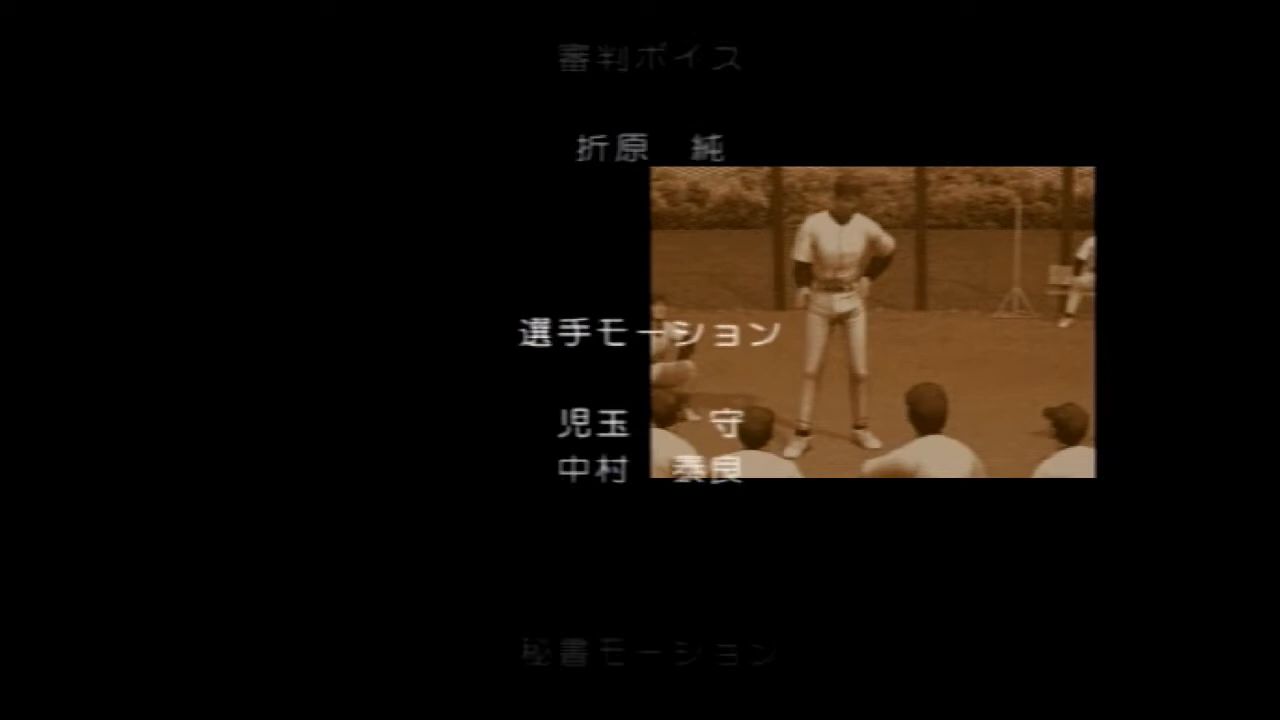 審判ボイス
折原 純
選手モーション
児玉 守
中村 泰良
秘書モーション